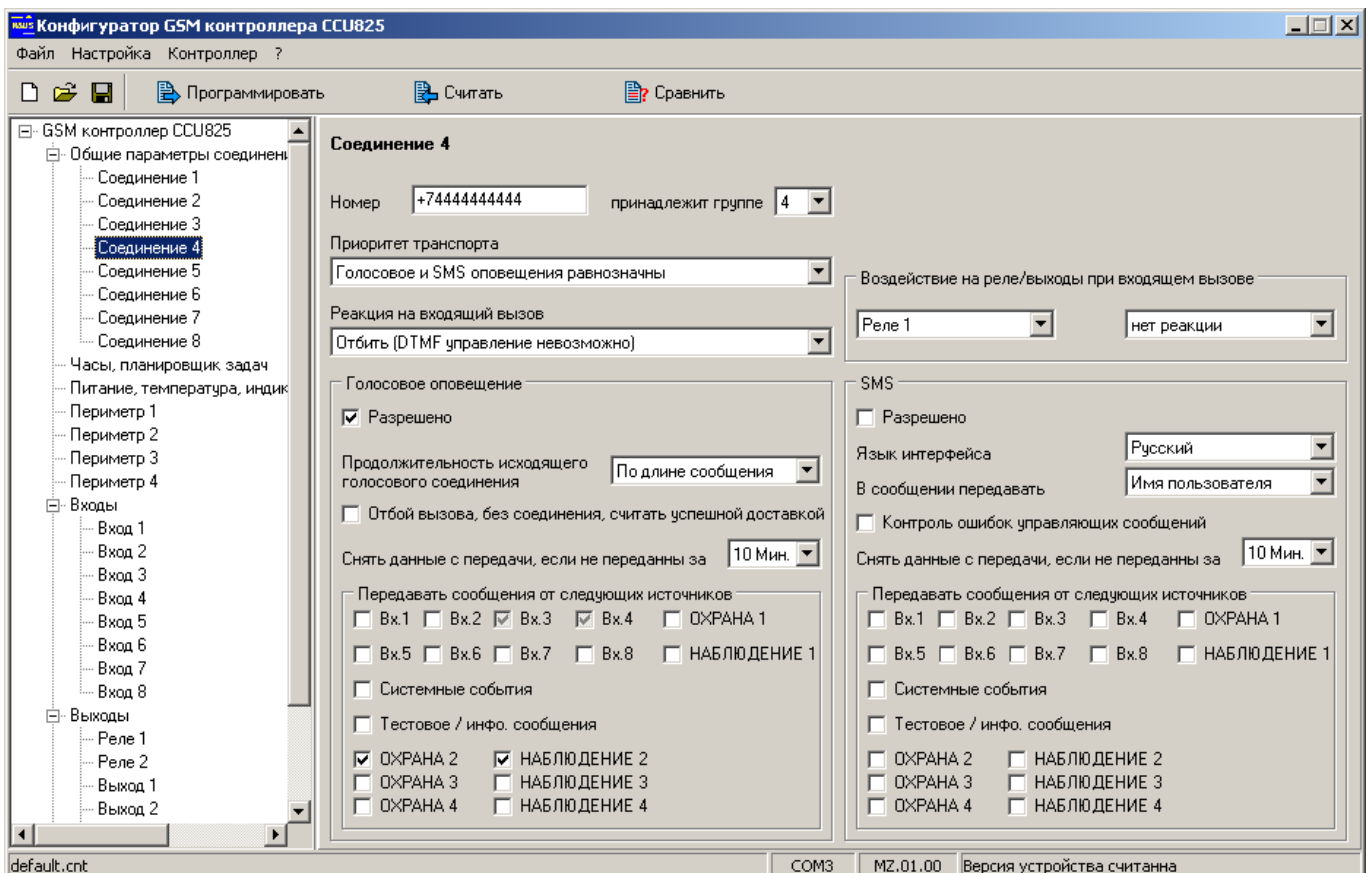 Конфигуратор GSM контроллера CCU825
Файл Настройка Контроллер ?
Программировать Считать Сравнить
GSM контроллер CCU825
Общие параметры соединени
Соединение 1
Соединение 2
Соединение 3
Соединение 4
Соединение 5
Соединение 6
Соединение 7
Соединение 8
Часы, планировщик задач
Питание, температура, индик
Периметр 1
Периметр 2
Периметр 3
Периметр 4
Входы
Вход 1
Вход 2
Вход 3
Вход 4
Вход 5
Вход 6
Вход 7
Вход 8
Выходы
Реле 1
Реле 2
Выход 1
Выход 2
Соединение 4
Номер +74444444444 принадлежит группе 4
Приоритет транспорта
Голосовое и SMS оповещения равнозначны
Реакция на входящий вызов
Отбить (DTMF управление невозможно)
Воздействие на реле/выходы при входящем вызове
Реле 1 нет реакции
Голосовое оповещение
Разрешено
Продолжительность исходящего
голосового соединения
По длине сообщения
Отбой вызова, без соединения, считать успешной доставкой
Снять данные с передачи, если не переданны за 10 Мин.
Передавать сообщения от следующих источников
Вх.1 Вх.2 Вх.3 Вх.4 ОХРАНА 1
Вх.5 Вх.6 Вх.7 Вх.8 НАБЛЮДЕНИЕ 1
Системные события
Тестовое / инфо. сообщения
ОХРАНА 2 НАБЛЮДЕНИЕ 2
ОХРАНА 3 НАБЛЮДЕНИЕ 3
ОХРАНА 4 НАБЛЮДЕНИЕ 4
SMS
Разрешено
Язык интерфейса Русский
В сообщении передавать Имя пользователя
Контроль ошибок управляющих сообщений
Снять данные с передачи, если не переданны за 10 Мин.
Передавать сообщения от следующих источников
Вх.1 Вх.2 Вх.3 Вх.4 ОХРАНА 1
Вх.5 Вх.6 Вх.7 Вх.8 НАБЛЮДЕНИЕ 1
Системные события
Тестовое / инфо. сообщения
ОХРАНА 2 НАБЛЮДЕНИЕ 2
ОХРАНА 3 НАБЛЮДЕНИЕ 3
ОХРАНА 4 НАБЛЮДЕНИЕ 4
default.cnt COM3 MZ.01.00 Версия устройства считанна